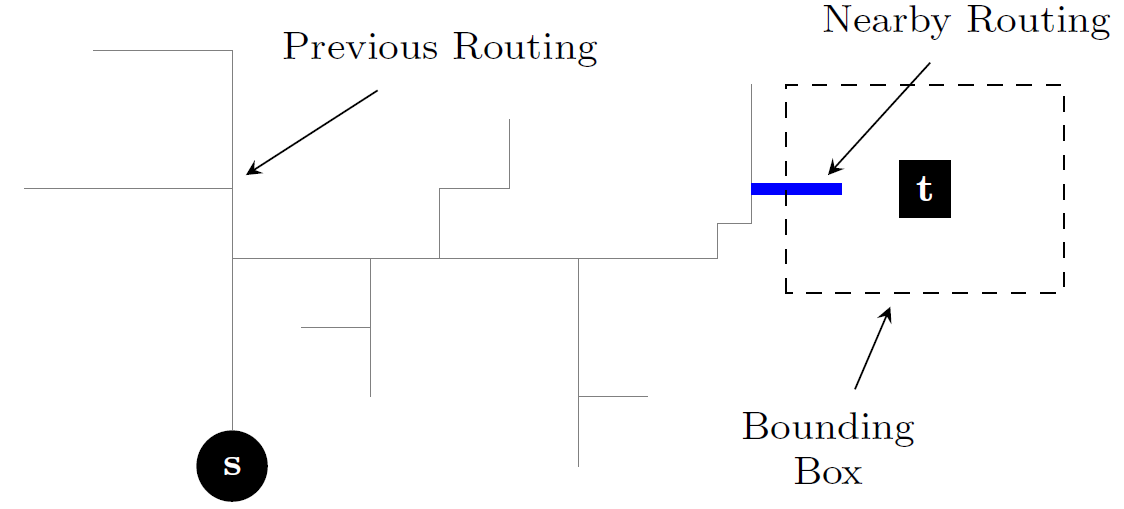 Nearby Routing
Previous Routing
t
Bounding
Box
s